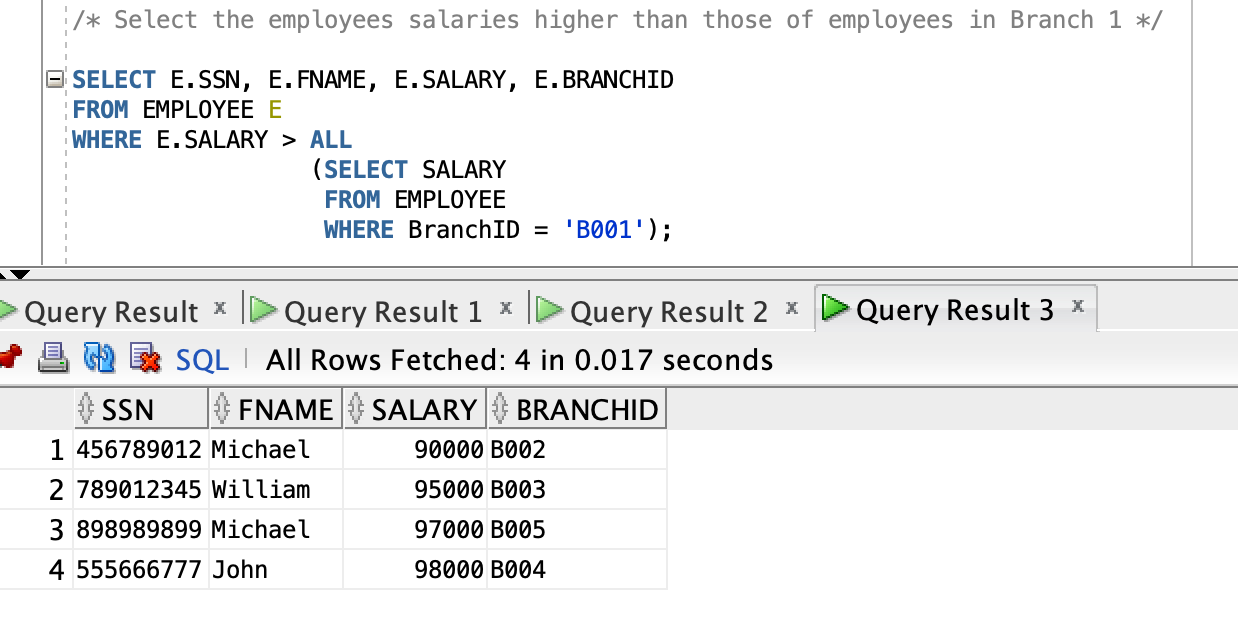 /* Select the employees salaries higher than those of employees in Branch 1 */
SELECT E.SSN, E.FNAME, E.SALARY, E.BRANCHID
FROM EMPLOYEE E
WHERE E.SALARY > ALL
(SELECT SALARY
FROM EMPLOYEE
WHERE BranchID = 'B001');
Query Result x Query Result 1 x Query Result 2 x Query Result 3 x
SQL All Rows Fetched: 4 in 0.017 seconds
SSN FNAME SALARY BRANCHID
1 456789012 Michael 90000 B002
2 789012345 William 95000 B003
3 898989899 Michael 97000 B005
4 555666777 John 98000 B004